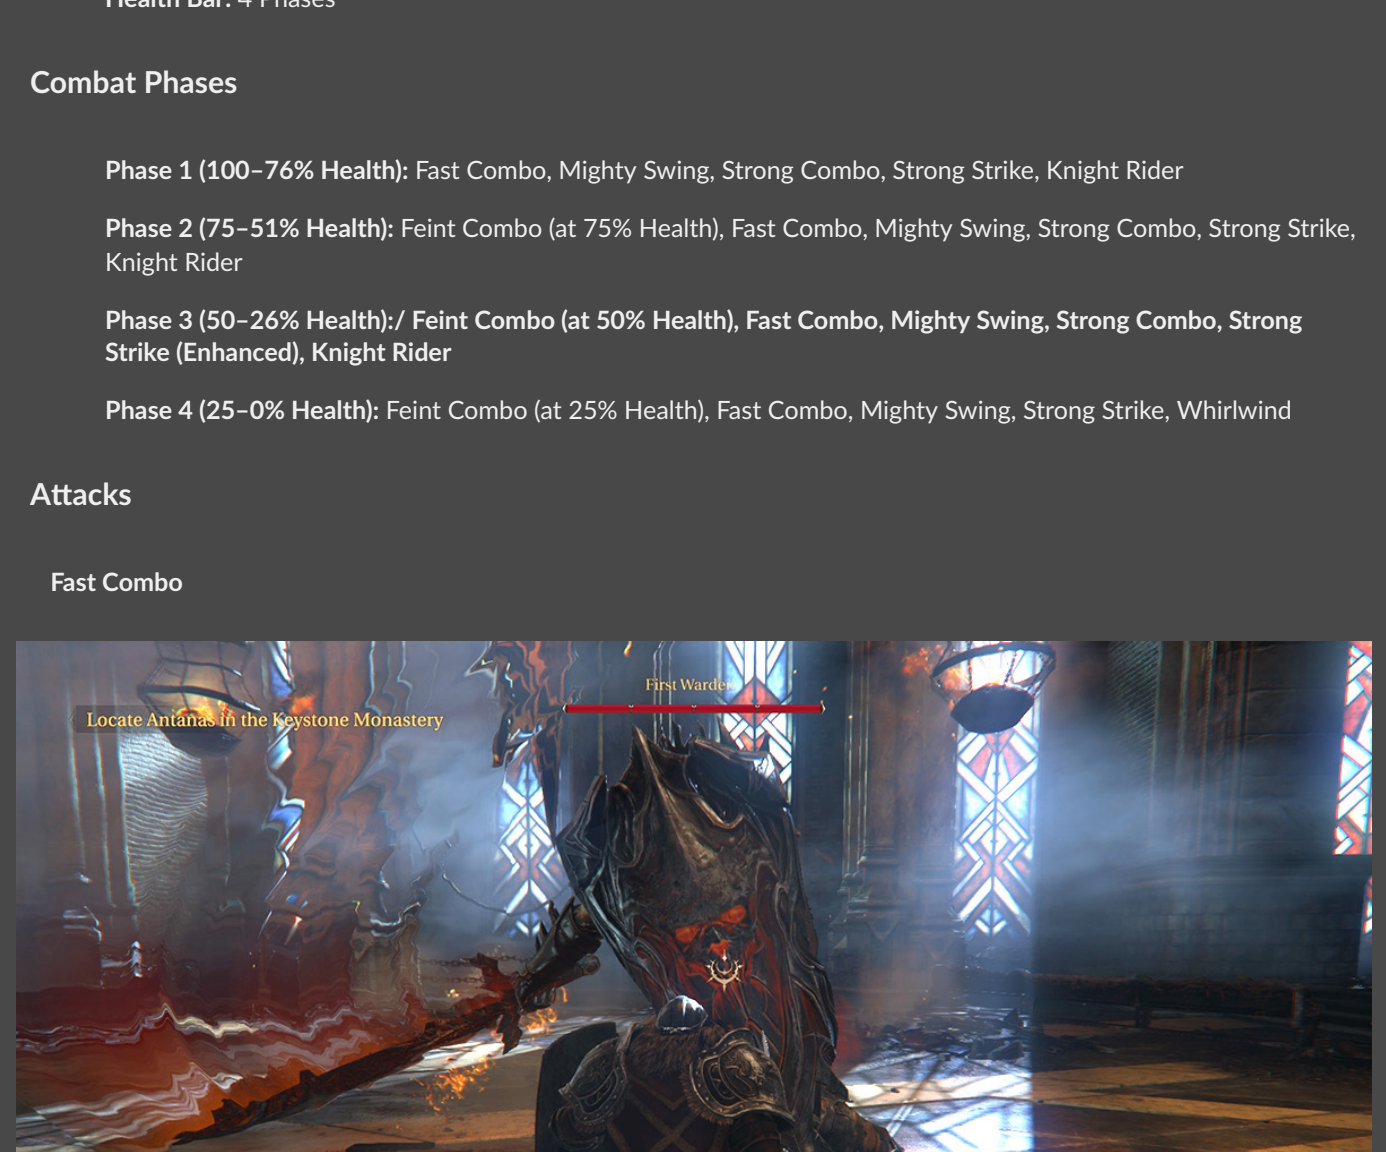 Health Bar: 4 Phases
Combat Phases
Phase 1 (100–76% Health): Fast Combo, Mighty Swing, Strong Combo, Strong Strike, Knight Rider
Phase 2 (75–51% Health): Feint Combo (at 75% Health), Fast Combo, Mighty Swing, Strong Combo, Strong Strike,
Knight Rider
Phase 3 (50–26% Health):/ Feint Combo (at 50% Health), Fast Combo, Mighty Swing, Strong Combo, Strong
Strike (Enhanced), Knight Rider
Phase 4 (25–0% Health): Feint Combo (at 25% Health), Fast Combo, Mighty Swing, Strong Strike, Whirlwind
Attacks
Fast Combo
First Warden
Locate Antanas in the Keystone Monastery